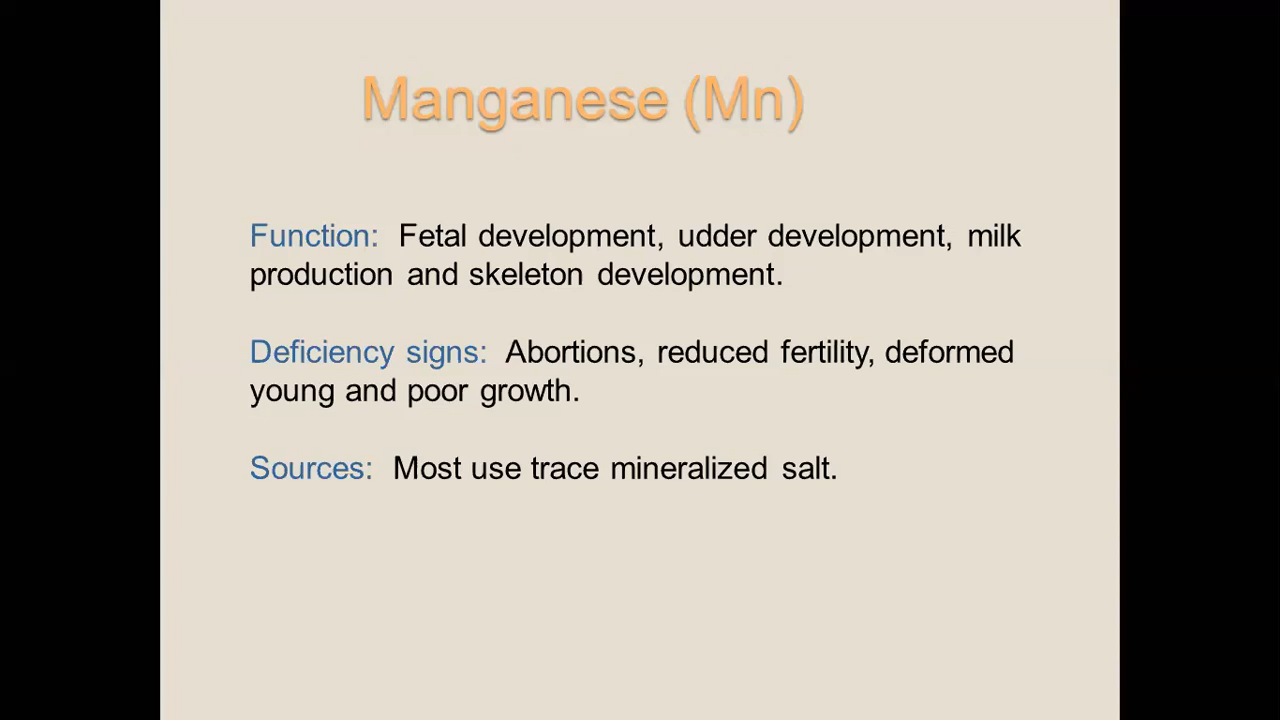 Manganese (Mn)
Function: Fetal development, udder development, milk
production and skeleton development.
Deficiency signs: Abortions, reduced fertility, deformed
young and poor growth.
Sources: Most use trace mineralized salt.